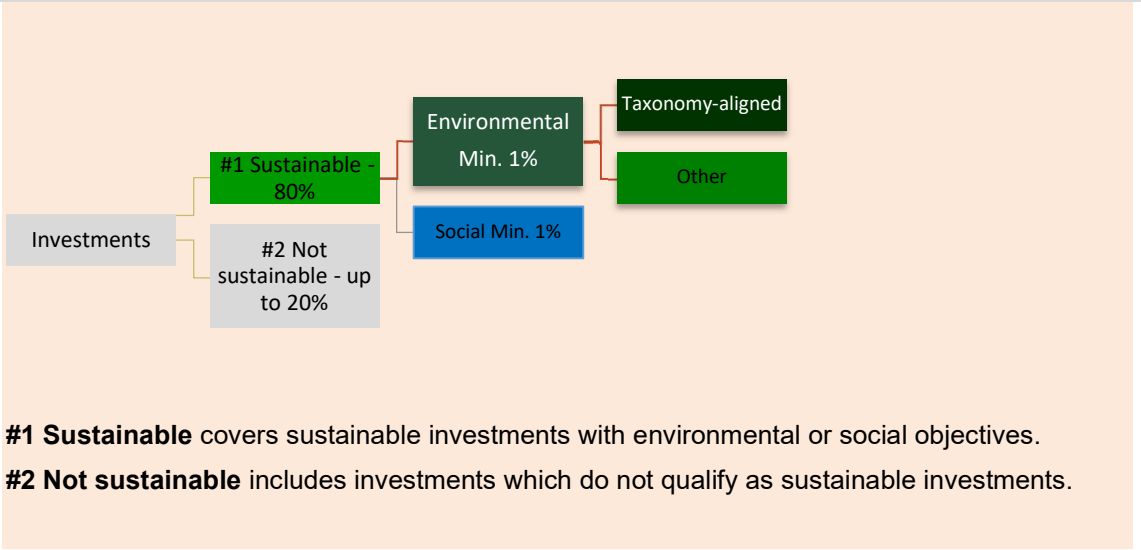 Investments
#1 Sustainable -
80%
#2 Not
sustainable - up
to 20%
Environmental
Min. 1%
Social Min. 1%
Taxonomy-aligned
Other
#1 Sustainable covers sustainable investments with environmental or social objectives.
#2 Not sustainable includes investments which do not qualify as sustainable investments.